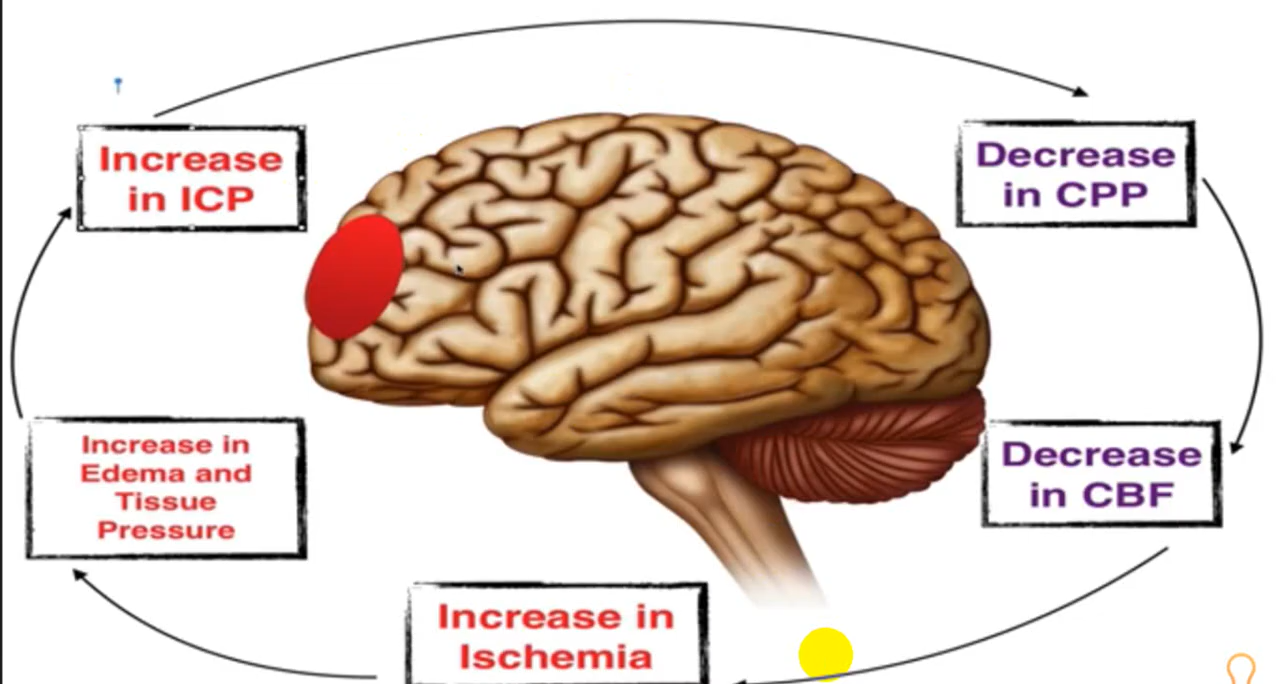 Increase
in ICP
Decrease
in CPP
Decrease
in CBF
Increase in
Ischemia
Increase in
Edema and
Tissue
Pressure